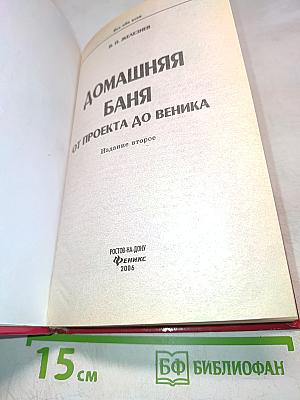 В. П. ЖЕЛЕЗНЕВ
ДОМАШНЯЯ
БАНЯ
ОТ ПРОЕКТА ДО ВЕНИКА
Издание второе
РОСТОВ-НА-ДОНУ
ФЕНИКС
2006
15 СМ
БФ БИБЛИОФАН